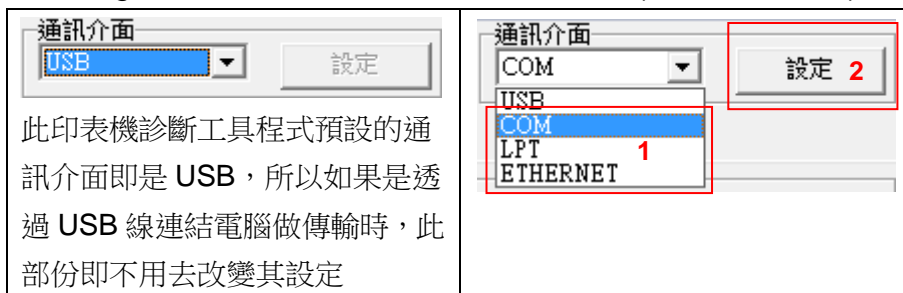 通訊介面
USB
設定
此印表機診斷工具程式預設的通
訊介面即是 USB，所以如果是透
過 USB 線連結電腦做傳輸時，此
部份即不用去改變其設定
通訊介面
COM
設定 2
USB
COM
LPT 1
ETHERNET